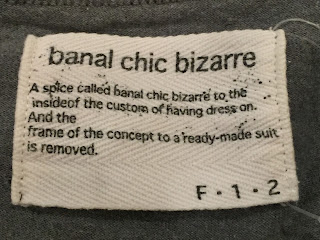 banal chic bizarre
A spice called banal chic bizarre to the
insideof the custom of having dress on.
And the
frame of the concept to a ready-made suit
is removed.
F・1・2